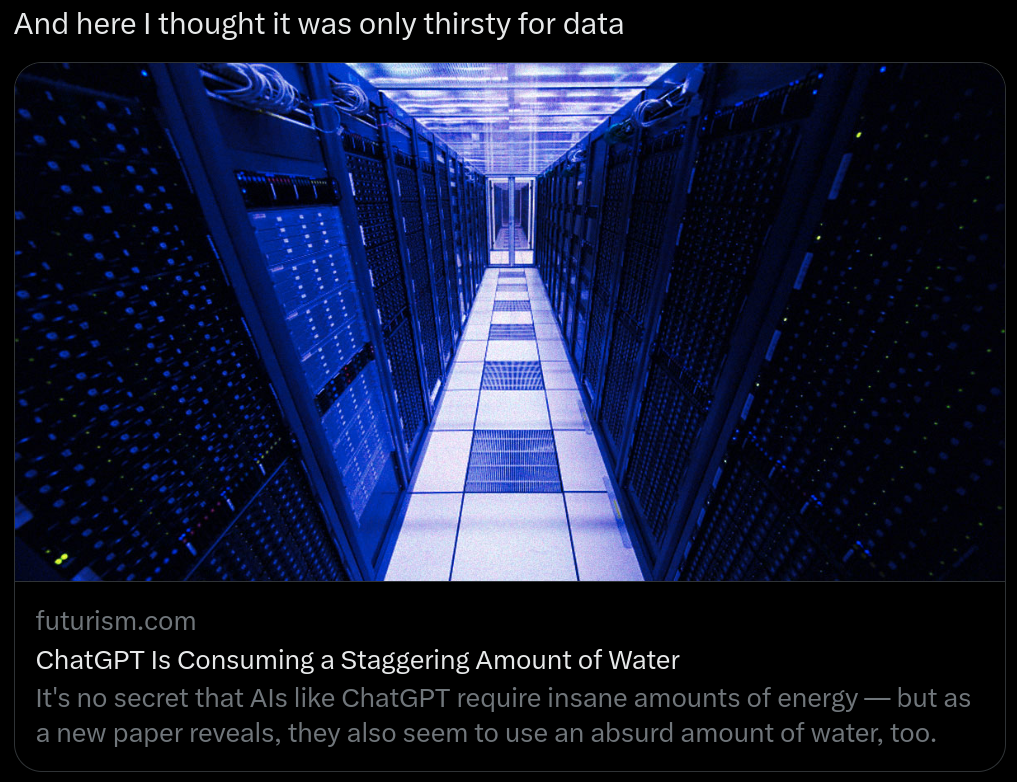 And here I thought it was only thirsty for data
futurism.com
ChatGPT Is Consuming a Staggering Amount of Water
It's no secret that AIs like ChatGPT require insane amounts of energy — but as
a new paper reveals, they also seem to use an absurd amount of water, too.